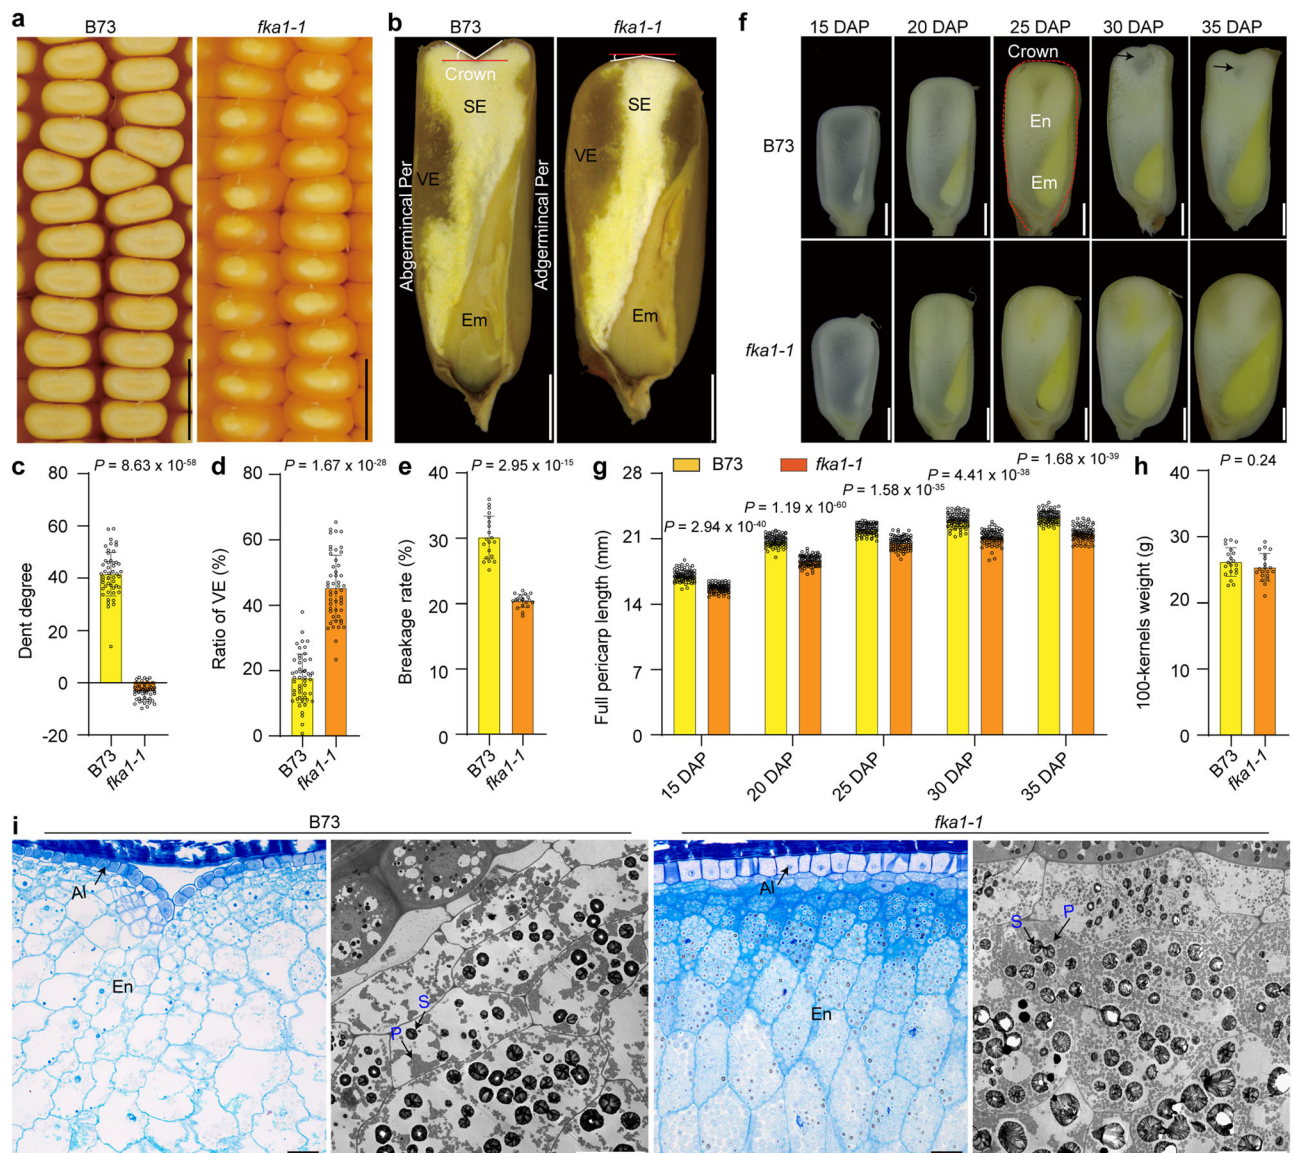 a
B73
fka1-1
b
B73
fka1-1
Crown
SE
VE
Em
Abgermincal Per
Adgermincal Per
SE
VE
Em
f
15 DAP
20 DAP
25 DAP
30 DAP
35 DAP
Crown
En
Em
B73
fka1-1
c
P = 8.63 x 10⁻⁵⁸
Dent degree
80
60
40
20
0
-20
B73
fka1-1
d
P = 1.67 x 10⁻²⁸
Ratio of VE (%)
80
60
40
20
0
B73
fka1-1
e
P = 2.95 x 10⁻¹⁵
Breakage rate (%)
40
30
20
10
0
B73
fka1-1
g
B73
fka1-1
P = 2.94 x 10⁻⁴⁰
P = 1.19 x 10⁻⁶⁰
P = 1.58 x 10⁻³⁵
P = 4.41 x 10⁻³⁸
P = 1.68 x 10⁻³⁹
Full pericarp length (mm)
28
21
14
7
0
15 DAP
20 DAP
25 DAP
30 DAP
35 DAP
h
P = 0.24
100-kernels weight (g)
40
30
20
10
0
B73
fka1-1
i
B73
fka1-1
Al
En
S
P
Al
En
S
P